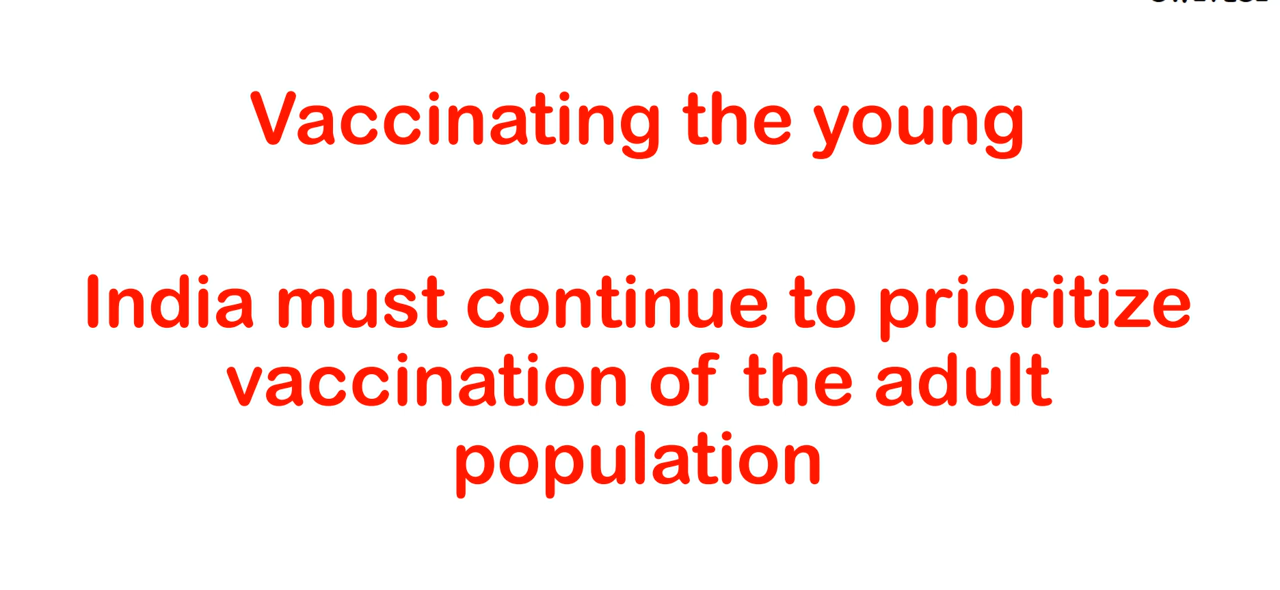 Vaccinating the young
India must continue to prioritize
vaccination of the adult
population